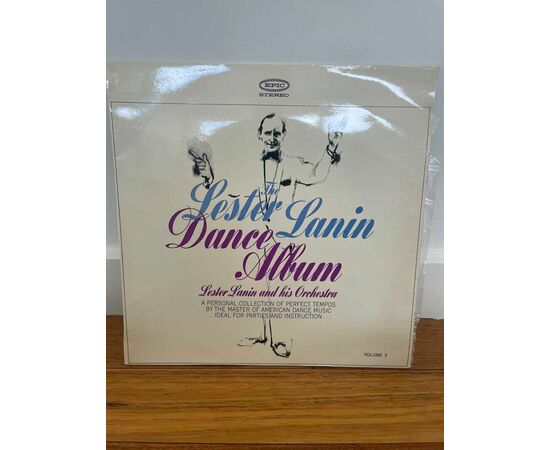 EPIC
STEREO
The
Lester Lanin
Dance
Album
Lester Lanin and his Orchestra
A PERSONAL COLLECTION OF PERFECT TEMPOS
BY THE MASTER OF AMERICAN DANCE MUSIC
...IDEAL FOR PARTIES AND INSTRUCTION
VOLUME 2